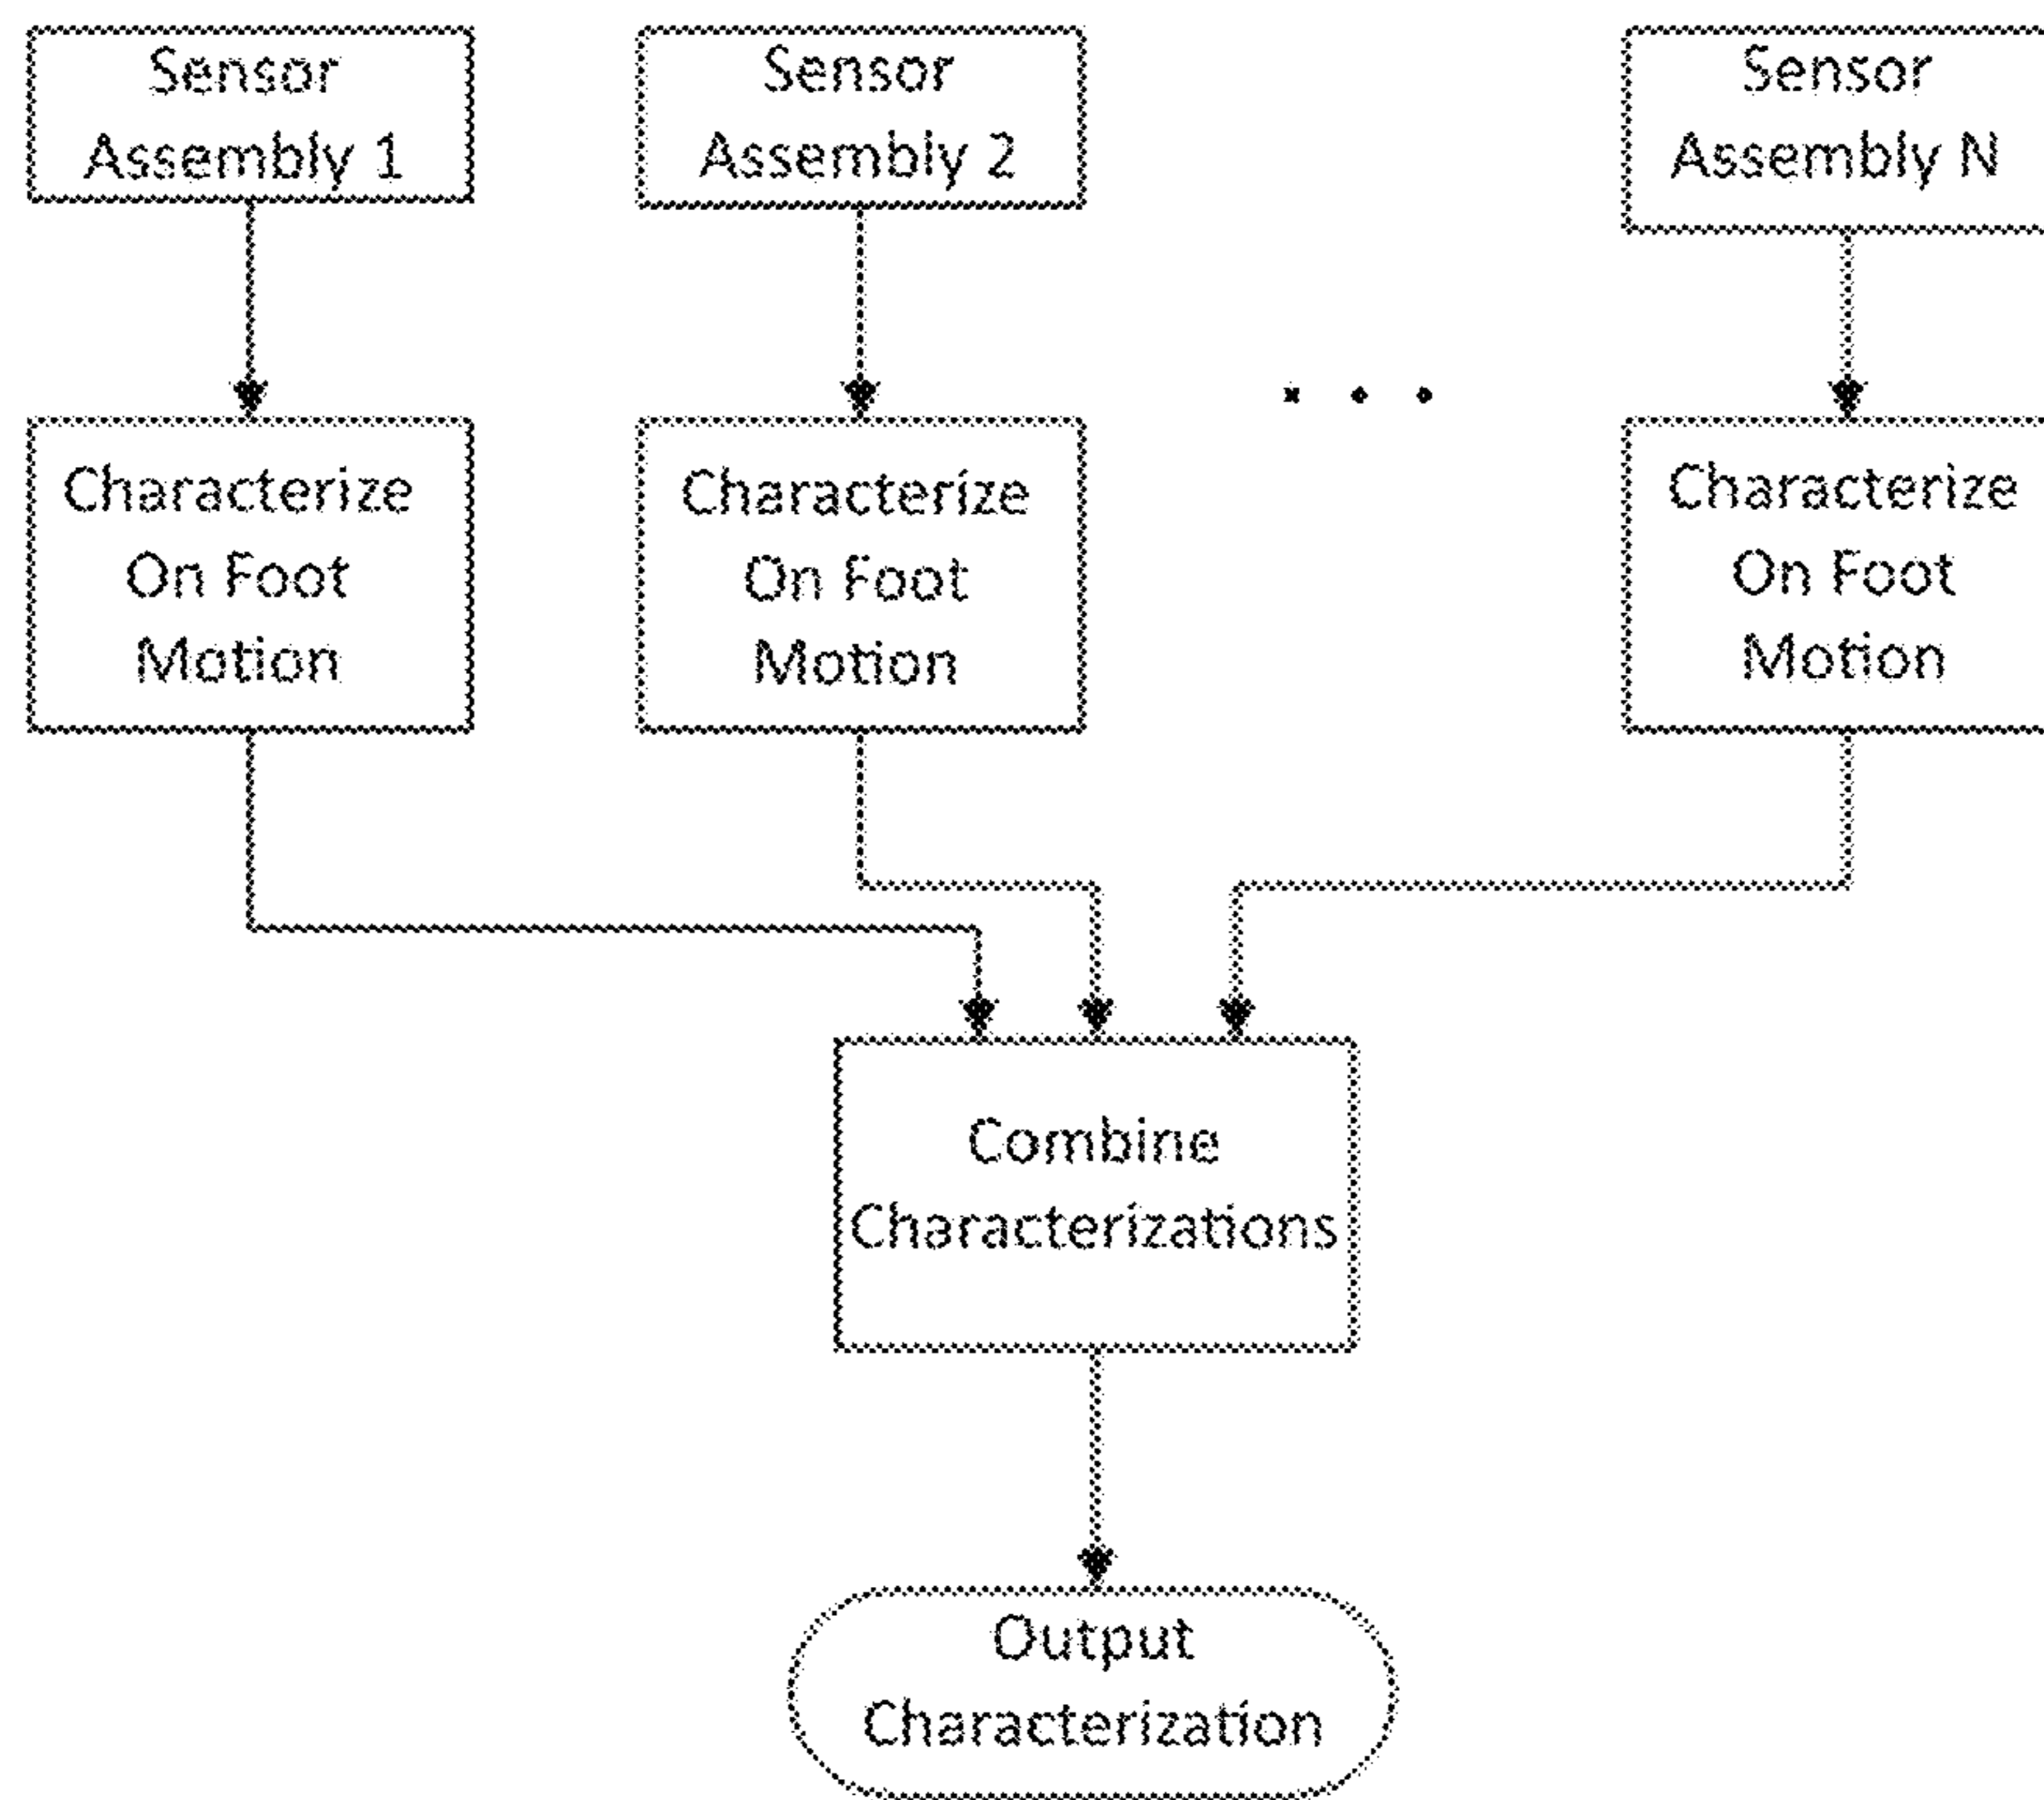 Sensor
Assembly 1
Sensor
Assembly 2
Sensor
Assembly N
Characterize
On Foot
Motion
Characterize
On Foot
Motion
. . .
Characterize
On Foot
Motion
Combine
Characterizations
Output
Characterization